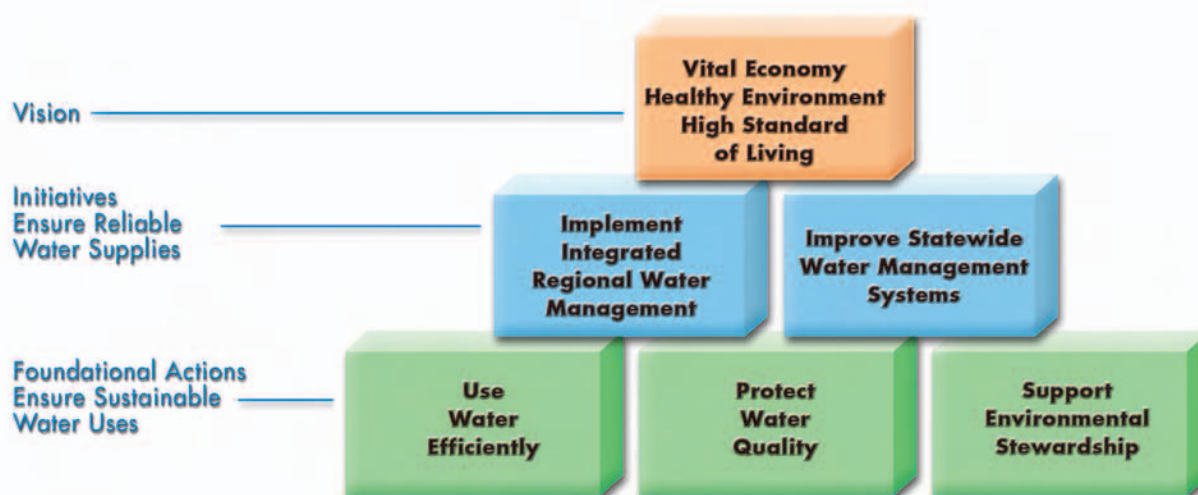 Vision
Vital Economy
Healthy Environment
High Standard
of Living
Initiatives
Ensure Reliable
Water Supplies
Implement
Integrated
Regional Water
Management
Improve Statewide
Water Management
Systems
Foundational Actions
Ensure Sustainable
Water Uses
Use
Water
Efficiently
Protect
Water
Quality
Support
Environmental
Stewardship